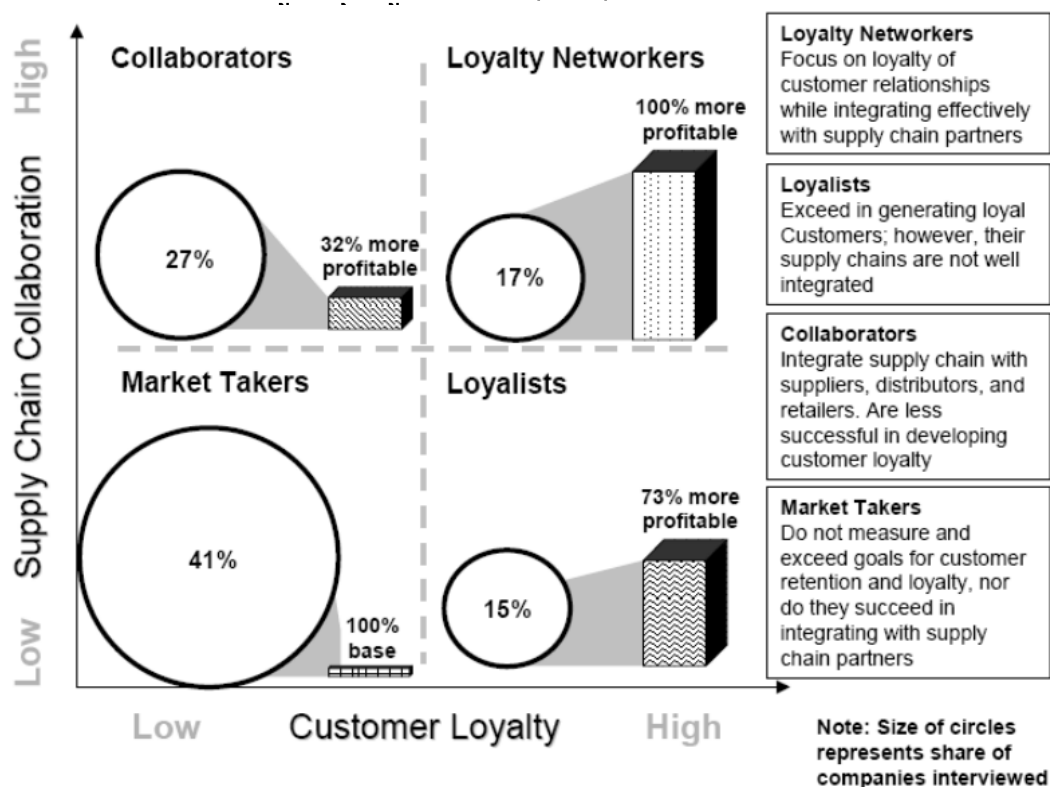 High
Supply Chain Collaboration
Low
Collaborators
27%
32% more
profitable
Loyalty Networkers
100% more
profitable
17%
Market Takers
41%
100%
base
Loyalists
73% more
profitable
15%
Low
Customer Loyalty
High
Loyalty Networkers
Focus on loyalty of
customer relationships
while integrating effectively
with supply chain partners
Loyalists
Exceed in generating loyal
Customers; however, their
supply chains are not well
integrated
Collaborators
Integrate supply chain with
suppliers, distributors, and
retailers. Are less
successful in developing
customer loyalty
Market Takers
Do not measure and
exceed goals for customer
retention and loyalty, nor
do they succeed in
integrating with supply
chain partners
Note: Size of circles
represents share of
companies interviewed